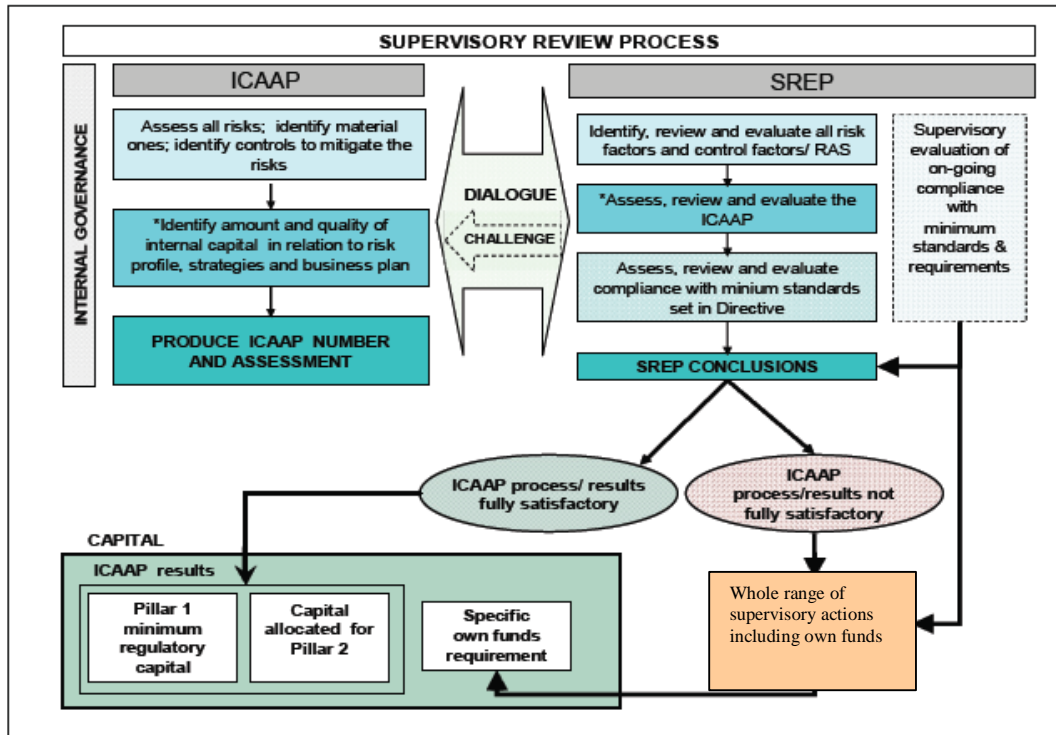 SUPERVISORY REVIEW PROCESS
INTERNAL GOVERNANCE
ICAAP
Assess all risks; identify material
ones; identify controls to mitigate the
risks
*Identify amount and quality of
internal capital in relation to risk
profile, strategies and business plan
PRODUCE ICAAP NUMBER
AND ASSESSMENT
DIALOGUE
CHALLENGE
SREP
Identify, review and evaluate all risk
factors and control factors/ RAS
*Assess, review and evaluate the
ICAAP
Assess, review and evaluate
compliance with minium standards
set in Directive
SREP CONCLUSIONS
Supervisory
evaluation of
on-going
compliance
with
minimum
standards &
requirements
ICAAP process/ results
fully satisfactory
ICAAP
process/results not
fully satisfactory
CAPITAL
ICAAP results
Pillar 1
minimum
regulatory
capital
Capital
allocated for
Pillar 2
Specific
own funds
requirement
Whole range of
supervisory actions
including own funds